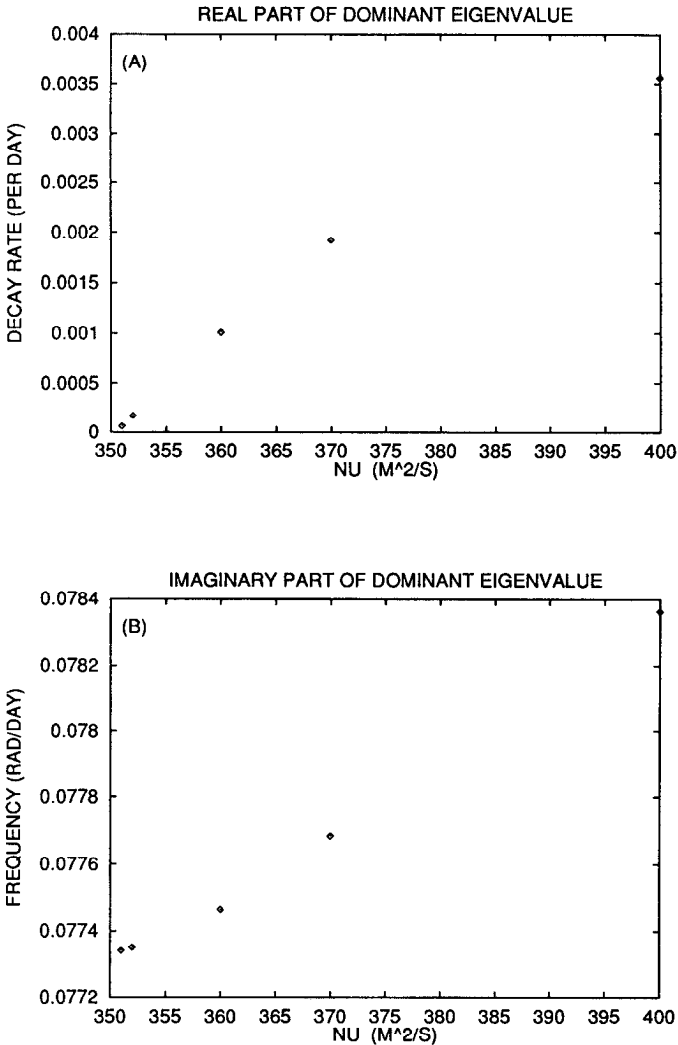 REAL PART OF DOMINANT EIGENVALUE
0.004
(A)
0.0035
0.003
0.0025
0.002
0.0015
0.001
0.0005
0
DECAY RATE (PER DAY)
350 355 360 365 370 375 380 385 390 395 400
NU (M^2/S)
IMAGINARY PART OF DOMINANT EIGENVALUE
0.0784
(B)
0.0782
0.078
0.0778
0.0776
0.0774
0.0772
FREQUENCY (RAD/DAY)
350 355 360 365 370 375 380 385 390 395 400
NU (M^2/S)